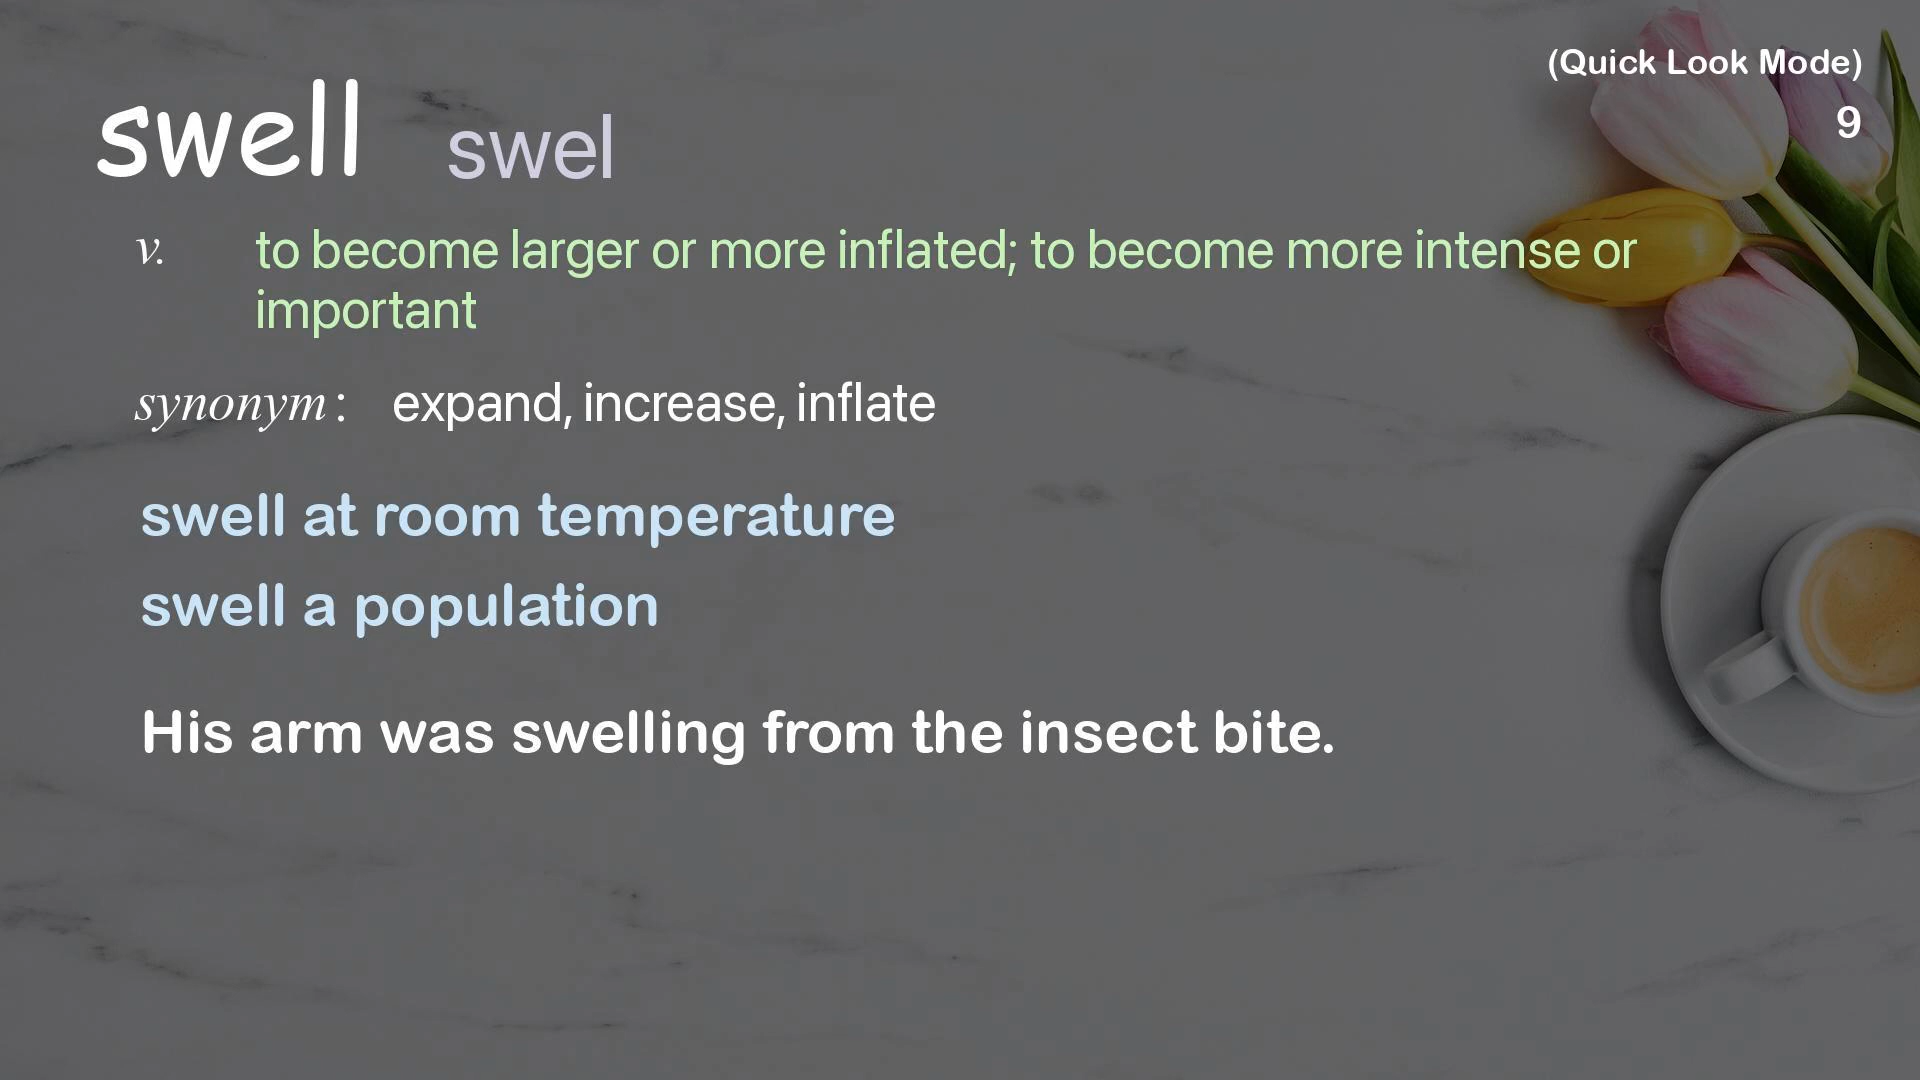 (Quick Look Mode)
9
swell swel
v. to become larger or more inflated; to become more intense or
important
synonym: expand, increase, inflate
swell at room temperature
swell a population
His arm was swelling from the insect bite.